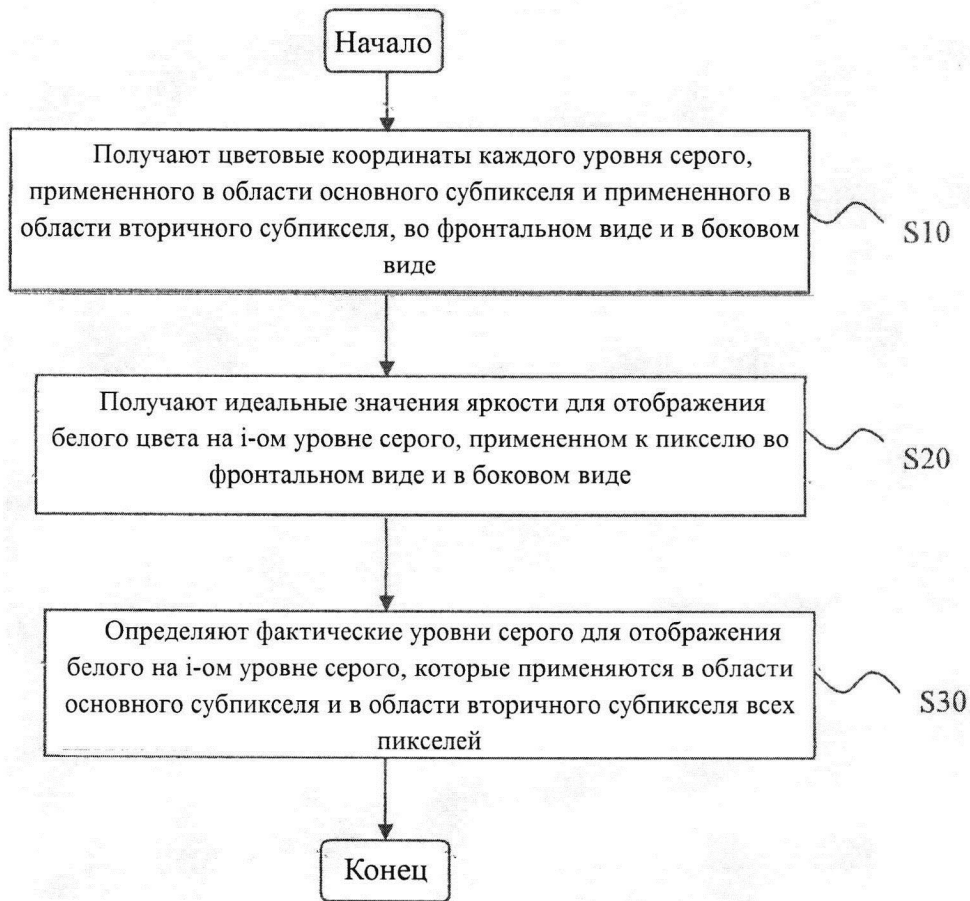 Начало
Получают цветовые координаты каждого уровня серого,
примененного в области основного субпикселя и примененного в
области вторичного субпикселя, во фронтальном виде и в боковом
виде
S10
Получают идеальные значения яркости для отображения
белого цвета на i-ом уровне серого, примененном к пикселю во
фронтальном виде и в боковом виде
S20
Определяют фактические уровни серого для отображения
белого на i-ом уровне серого, которые применяются в области
основного субпикселя и в области вторичного субпикселя всех
пикселей
S30
Конец